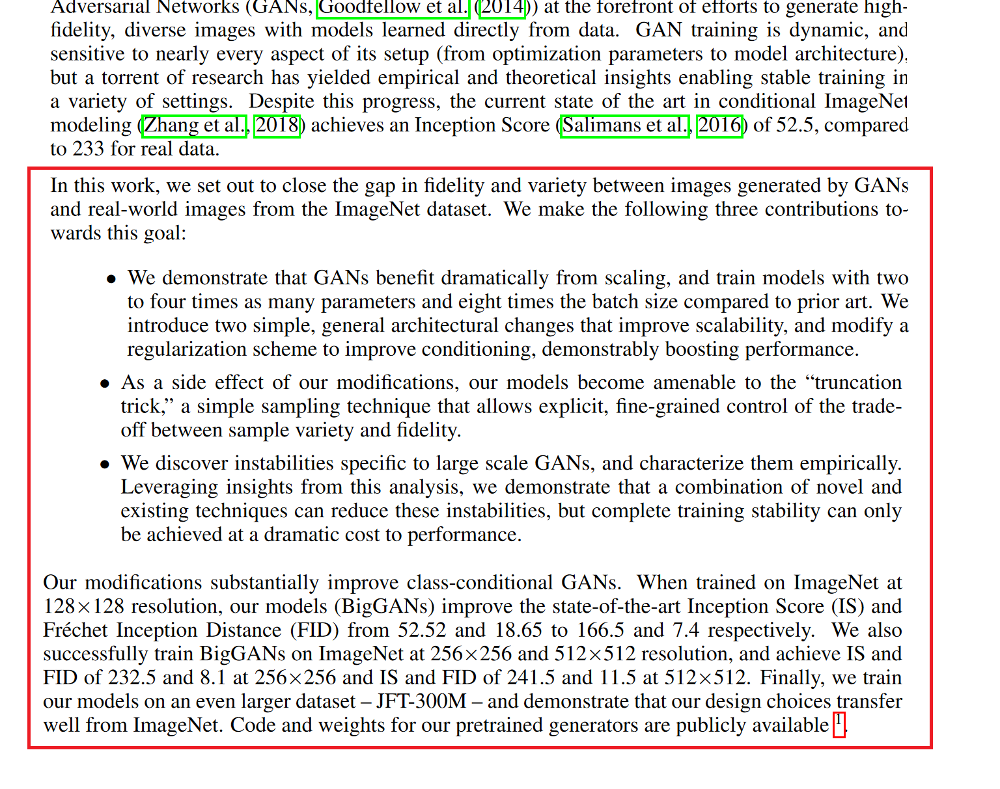 Adversarial Networks (GANs, Goodfellow et al. (2014)) at the forefront of efforts to generate high-
fidelity, diverse images with models learned directly from data. GAN training is dynamic, and
sensitive to nearly every aspect of its setup (from optimization parameters to model architecture),
but a torrent of research has yielded empirical and theoretical insights enabling stable training in
a variety of settings. Despite this progress, the current state of the art in conditional ImageNet
modeling (Zhang et al., 2018) achieves an Inception Score (Salimans et al., 2016) of 52.5, compared
to 233 for real data.
In this work, we set out to close the gap in fidelity and variety between images generated by GANs
and real-world images from the ImageNet dataset. We make the following three contributions to-
wards this goal:
• We demonstrate that GANs benefit dramatically from scaling, and train models with two
to four times as many parameters and eight times the batch size compared to prior art. We
introduce two simple, general architectural changes that improve scalability, and modify a
regularization scheme to improve conditioning, demonstrably boosting performance.
• As a side effect of our modifications, our models become amenable to the “truncation
trick,” a simple sampling technique that allows explicit, fine-grained control of the trade-
off between sample variety and fidelity.
• We discover instabilities specific to large scale GANs, and characterize them empirically.
Leveraging insights from this analysis, we demonstrate that a combination of novel and
existing techniques can reduce these instabilities, but complete training stability can only
be achieved at a dramatic cost to performance.
Our modifications substantially improve class-conditional GANs. When trained on ImageNet at
128×128 resolution, our models (BigGANs) improve the state-of-the-art Inception Score (IS) and
Fréchet Inception Distance (FID) from 52.52 and 18.65 to 166.5 and 7.4 respectively. We also
successfully train BigGANs on ImageNet at 256×256 and 512×512 resolution, and achieve IS and
FID of 232.5 and 8.1 at 256×256 and IS and FID of 241.5 and 11.5 at 512×512. Finally, we train
our models on an even larger dataset – JFT-300M – and demonstrate that our design choices transfer
well from ImageNet. Code and weights for our pretrained generators are publicly available ¹.